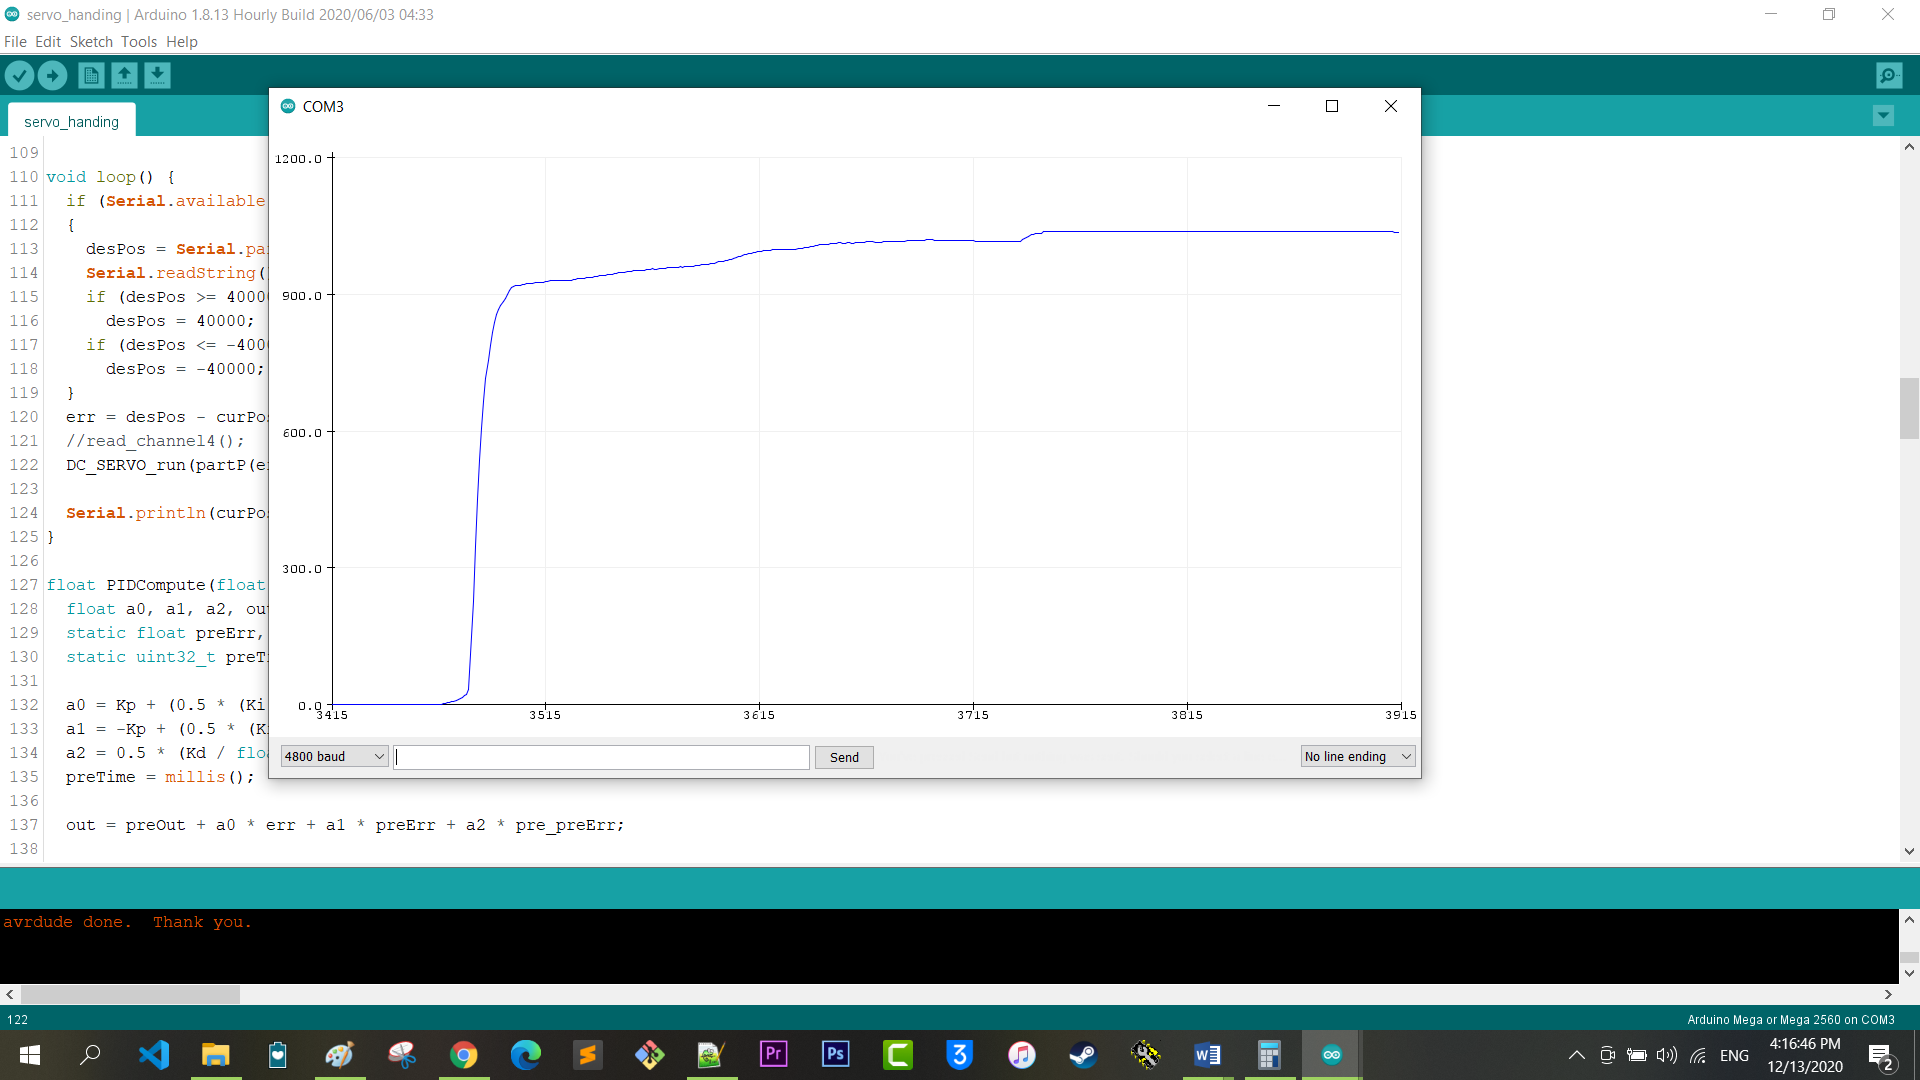 servo_handing | Arduino 1.8.13 Hourly Build 2020/06/03 04:33
File Edit Sketch Tools Help
servo_handing
109
110 void loop() {
111 if (Serial.available
112 {
113 desPos = Serial.pa
114 Serial.readString(
115 if (desPos >= 4000
116 desPos = 40000;
117 if (desPos <= -400
118 desPos = -40000;
119 }
120 err = desPos - curPos
121 //read_channel4();
122 DC_SERVO_run(partP(e
123
124 Serial.println(curPos
125 }
126
127 float PIDCompute(float
128 float a0, a1, a2, ou
129 static float preErr,
130 static uint32_t preT
131
132 a0 = Kp + (0.5 * (Ki
133 a1 = -Kp + (0.5 * (K
134 a2 = 0.5 * (Kd / floa
135 preTime = millis();
136
137 out = preOut + a0 * err + a1 * preErr + a2 * pre_preErr;
138
COM3
1200.0
900.0
600.0
300.0
0.0
3415 3515 3615 3715 3815 3915
4800 baud Send No line ending
avrdude done. Thank you.
122 Arduino Mega or Mega 2560 on COM3
Pr Ps C 3 W
ENG
4:16:46 PM
12/13/2020
2